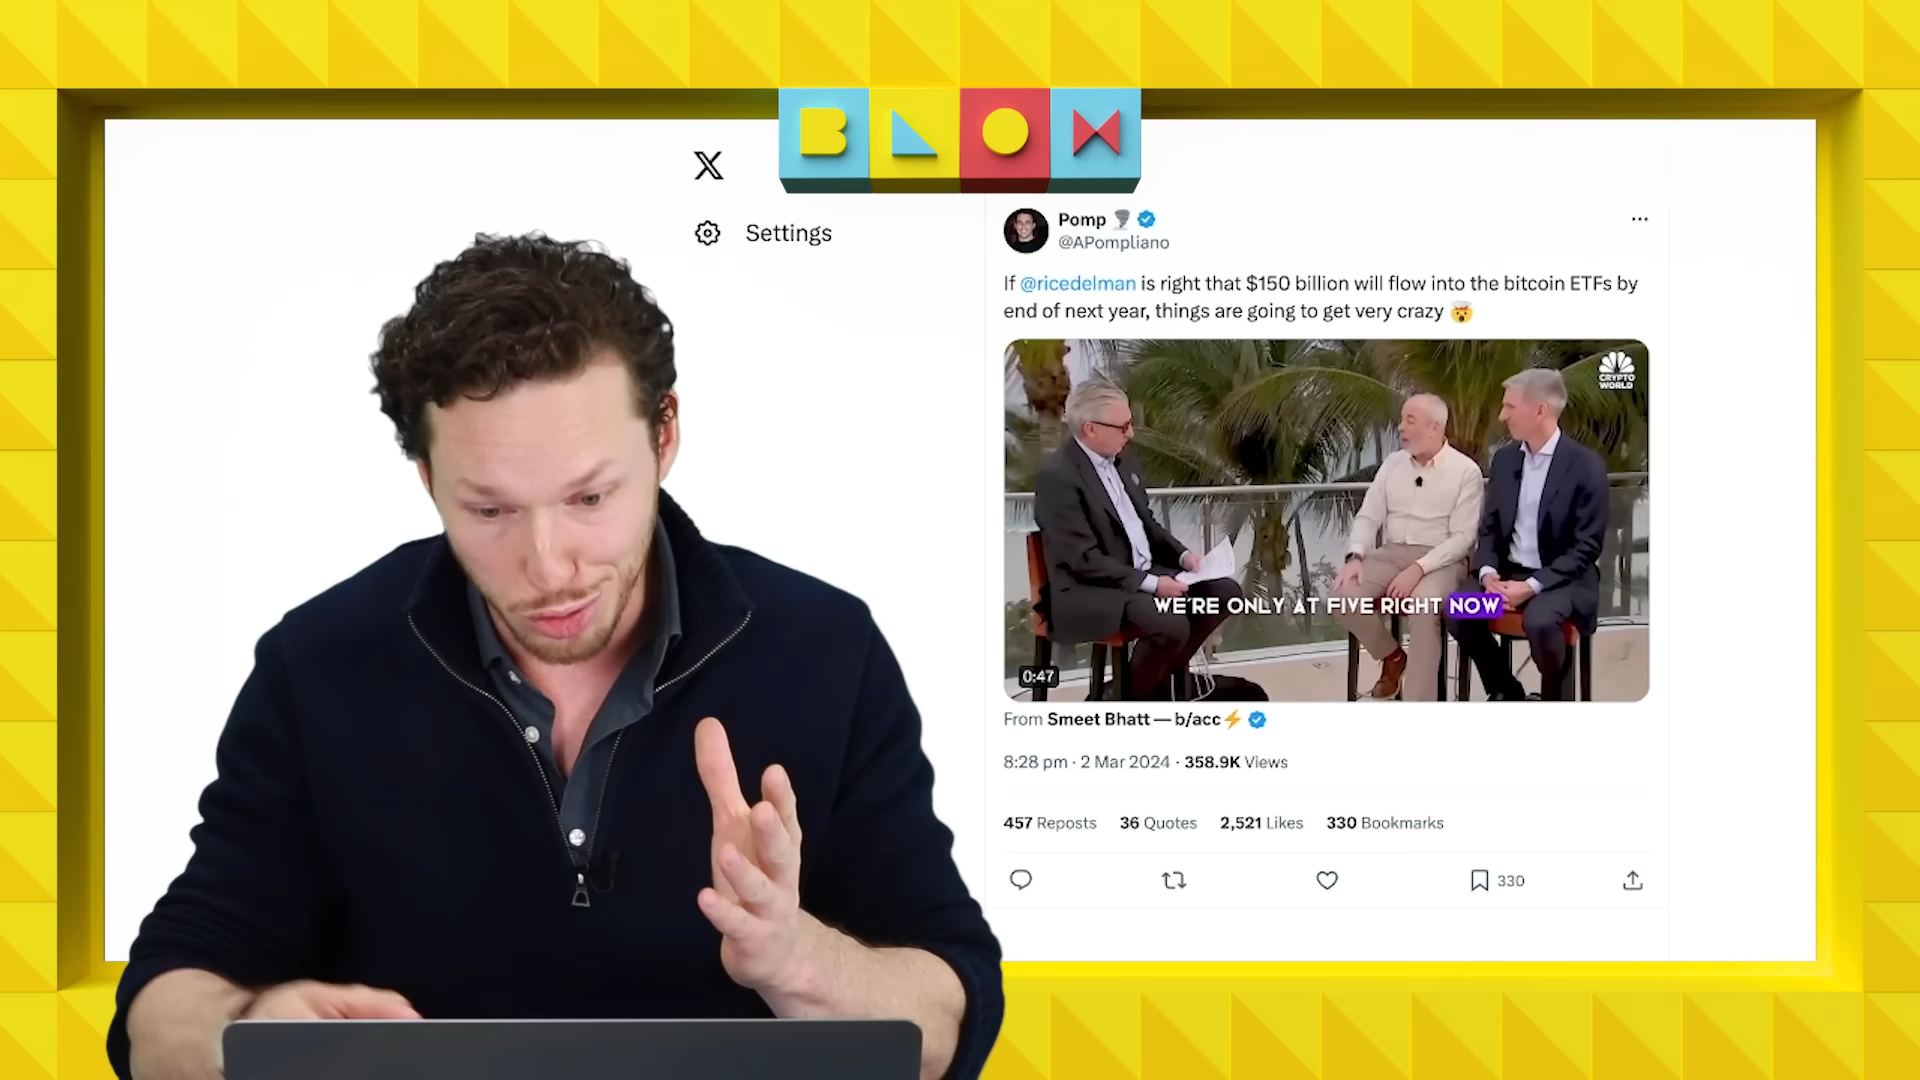 BLOM
X
Settings
Pomp
@APompliano
If @ricedelman is right that $150 billion will flow into the bitcoin ETFs by
end of next year, things are going to get very crazy 🤯
CRYPTO
WORLD
WE'RE ONLY AT FIVE RIGHT NOW
0:47
From Smeet Bhatt — b/acc⚡
8:28 pm · 2 Mar 2024 · 358.9K Views
457 Reposts 36 Quotes 2,521 Likes 330 Bookmarks
330